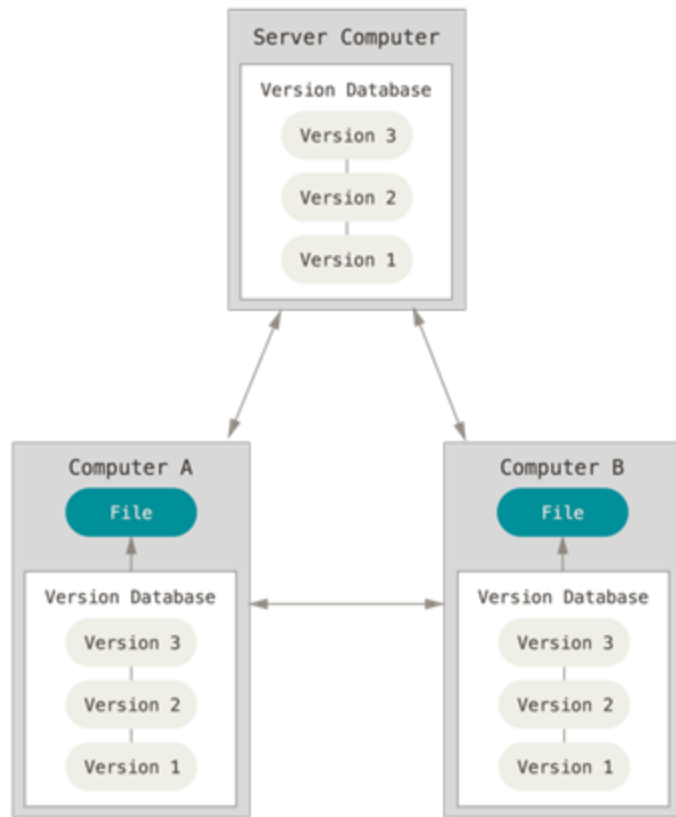 Server Computer
Version Database
Version 3
Version 2
Version 1
Computer A
File
Version Database
Version 3
Version 2
Version 1
Computer B
File
Version Database
Version 3
Version 2
Version 1